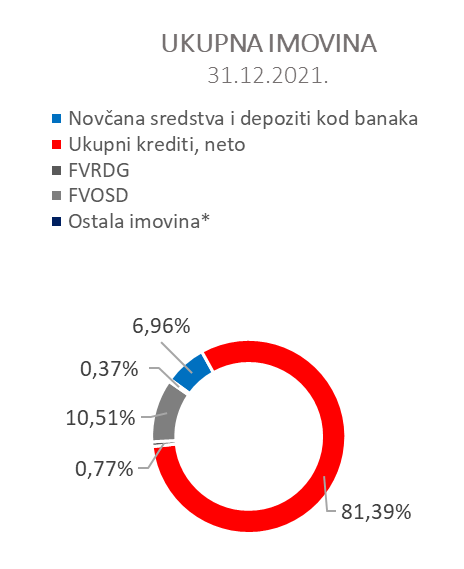 UKUPNA IMOVINA
31.12.2021.
Novčana sredstva i depoziti kod banaka
Ukupni krediti, neto
FVRDG
FVOSD
Ostala imovina*
6,96%
0,37%
10,51%
0,77%
81,39%